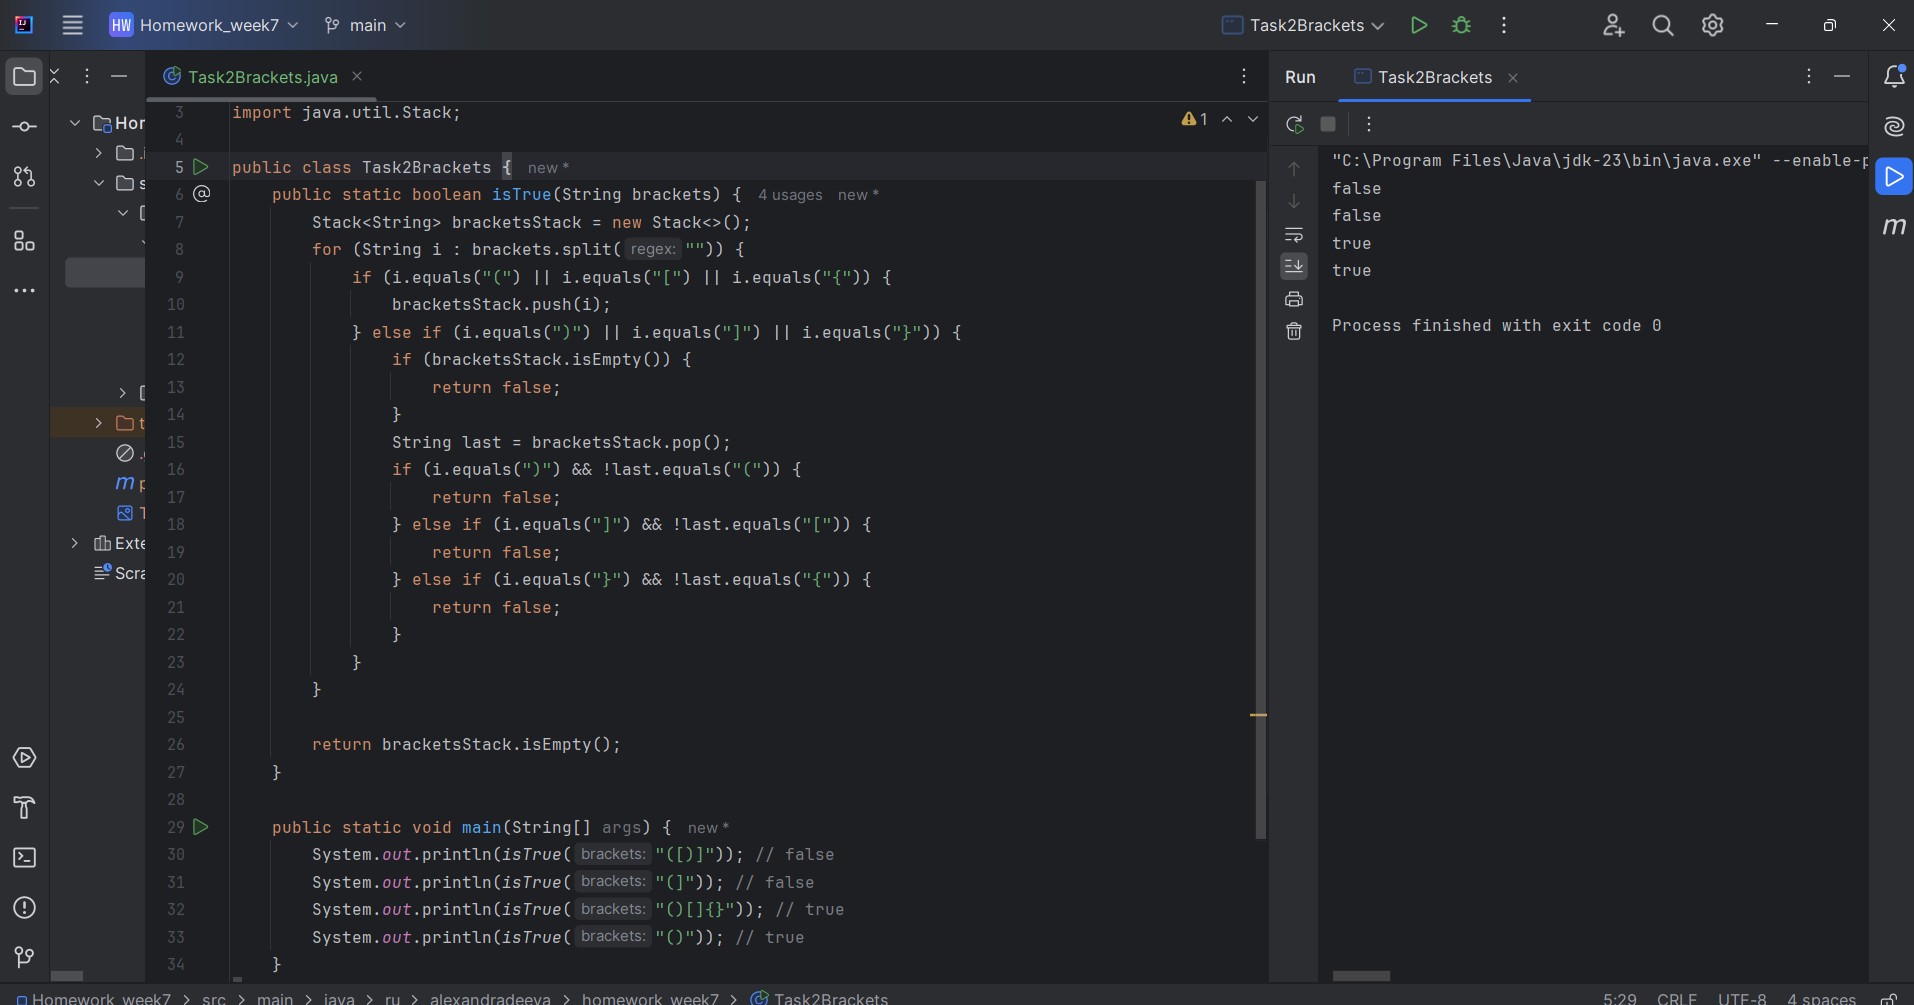 HW Homework_week7 main Task2Brackets
Task2Brackets.java
Run Task2Brackets
3 import java.util.Stack;
1
4
5 public class Task2Brackets { new *
6 public static boolean isTrue(String brackets) { 4 usages new *
7 Stack<String> bracketsStack = new Stack<>();
8 for (String i : brackets.split( regex: "")) {
9 if (i.equals("(") || i.equals("[") || i.equals("{")) {
10 bracketsStack.push(i);
11 } else if (i.equals(")") || i.equals("]") || i.equals("}")) {
12 if (bracketsStack.isEmpty()) {
13 return false;
14 }
15 String last = bracketsStack.pop();
16 if (i.equals(")") && !last.equals("(")) {
17 return false;
18 } else if (i.equals("]") && !last.equals("[")) {
19 return false;
20 } else if (i.equals("}") && !last.equals("{")) {
21 return false;
22 }
23 }
24 }
25
26 return bracketsStack.isEmpty();
27 }
28
29 public static void main(String[] args) { new *
30 System.out.println(isTrue( brackets: "([)]")); // false
31 System.out.println(isTrue( brackets: "(]")); // false
32 System.out.println(isTrue( brackets: "()[]{}")); // true
33 System.out.println(isTrue( brackets: "()")); // true
34 }
"C:\Program Files\Java\jdk-23\bin\java.exe" --enable-p
false
false
true
true
Process finished with exit code 0
Hor
.i
s
t
p
T
Exte
Scra
Homework_week7 > src > main > java > ru > alexandradeeva > homework_week7 > Task2Brackets
5:29 CRLF UTF-8 4 spaces